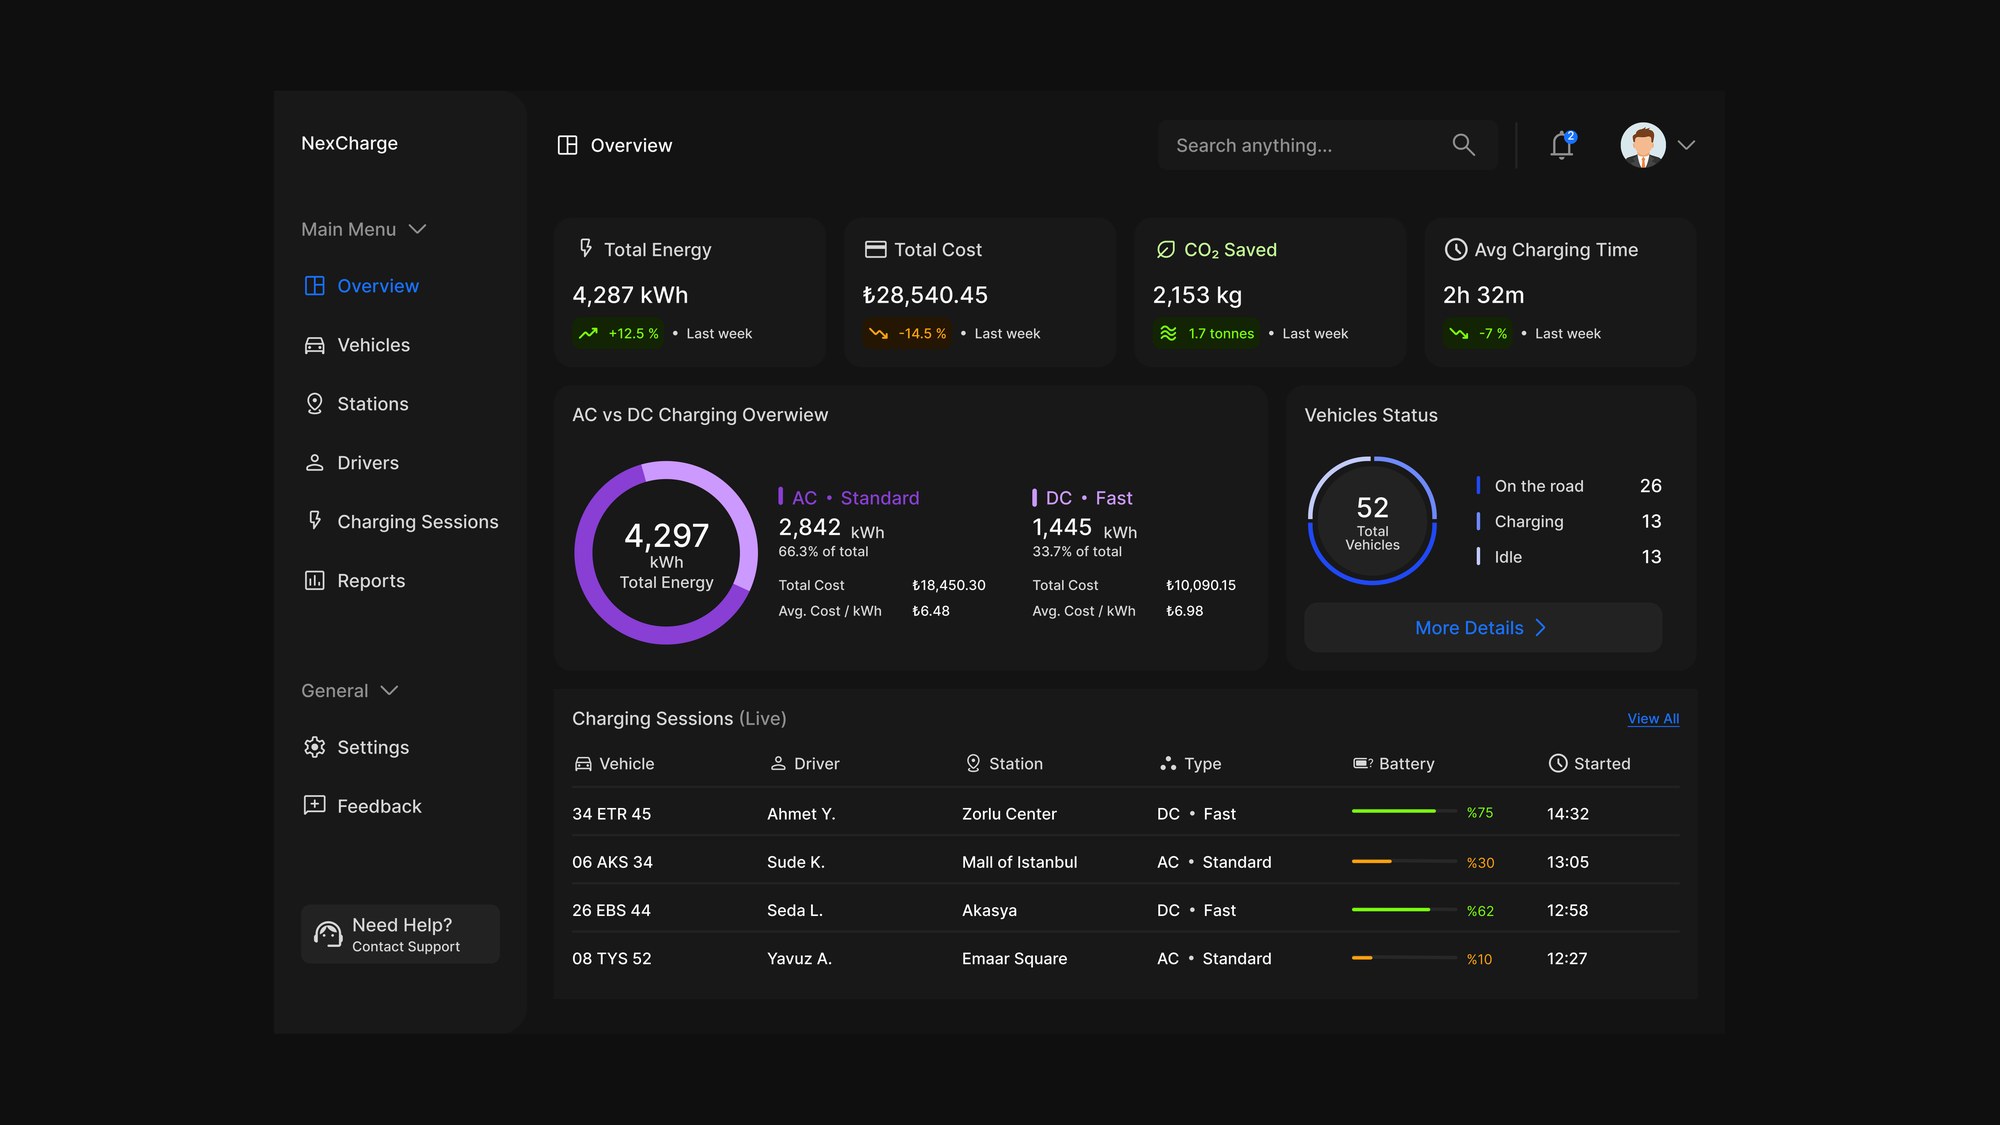 NexCharge
Main Menu
Overview
Vehicles
Stations
Drivers
Charging Sessions
Reports
General
Settings
Feedback
Need Help?
Contact Support
Overview
Search anything...
2
Total Energy
4,287 kWh
+12.5 % • Last week
Total Cost
₺28,540.45
-14.5 % • Last week
CO₂ Saved
2,153 kg
1.7 tonnes • Last week
Avg Charging Time
2h 32m
-7 % • Last week
AC vs DC Charging Overwiew
4,297
kWh
Total Energy
AC • Standard
2,842 kWh
66.3% of total
Total Cost ₺18,450.30
Avg. Cost / kWh ₺6.48
DC • Fast
1,445 kWh
33.7% of total
Total Cost ₺10,090.15
Avg. Cost / kWh ₺6.98
Vehicles Status
52
Total
Vehicles
On the road 26
Charging 13
Idle 13
More Details
Charging Sessions (Live) View All
Vehicle Driver Station Type ? Battery Started
34 ETR 45 Ahmet Y. Zorlu Center DC • Fast %75 14:32
06 AKS 34 Sude K. Mall of Istanbul AC • Standard %30 13:05
26 EBS 44 Seda L. Akasya DC • Fast %62 12:58
08 TYS 52 Yavuz A. Emaar Square AC • Standard %10 12:27